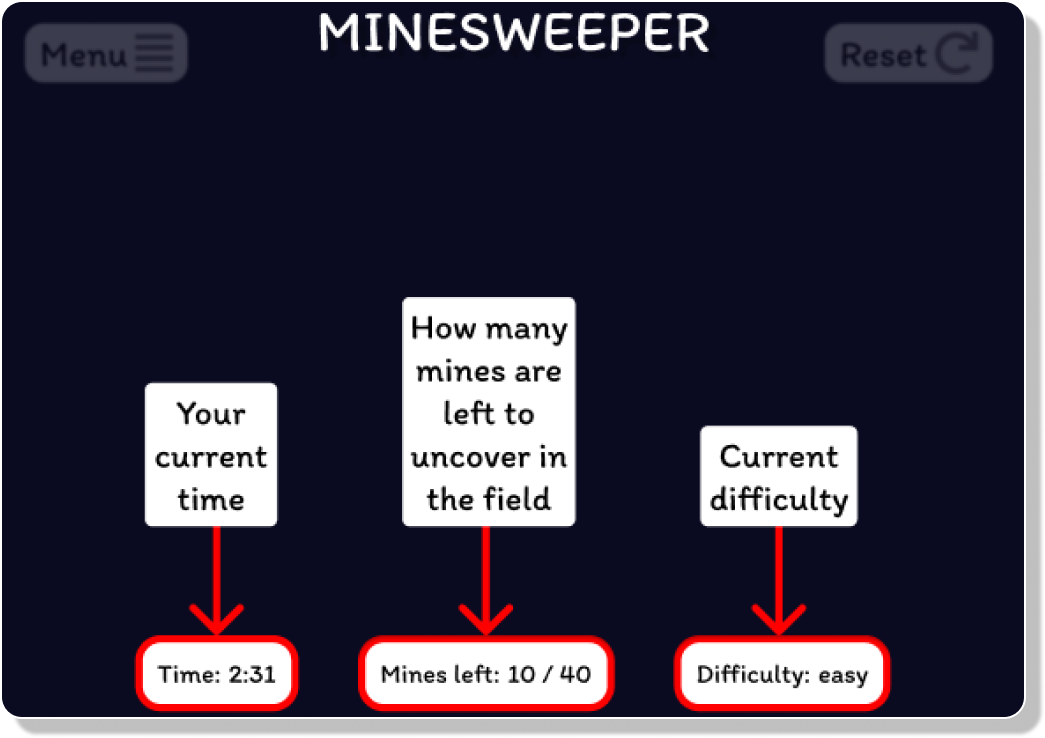 MINESWEEPER
Menu
Reset
Your
current
time
How many
mines are
left to
uncover in
the field
Current
difficulty
Time: 2:31
Mines left: 10 / 40
Difficulty: easy